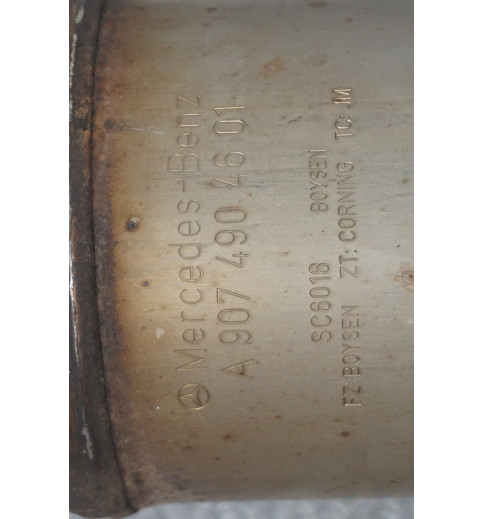 Mercedes-Benz
A 907 490 46 01
SC6016 BOYSEN
FZ:BOYSEN ZT: CORNING TC: JM